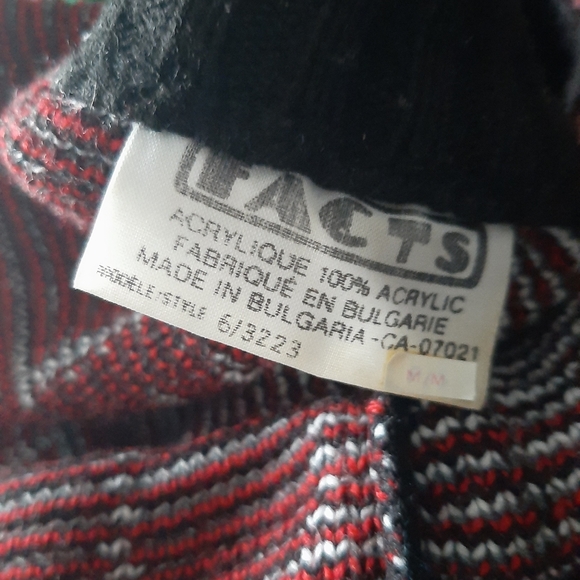 FACTS
ACRYLIQUE 100% ACRYLIC
FABRIQUÉ EN BULGARIE
MADE IN BULGARIA - CA-07021
MODÈLE/STYLE 6/3223
M/M